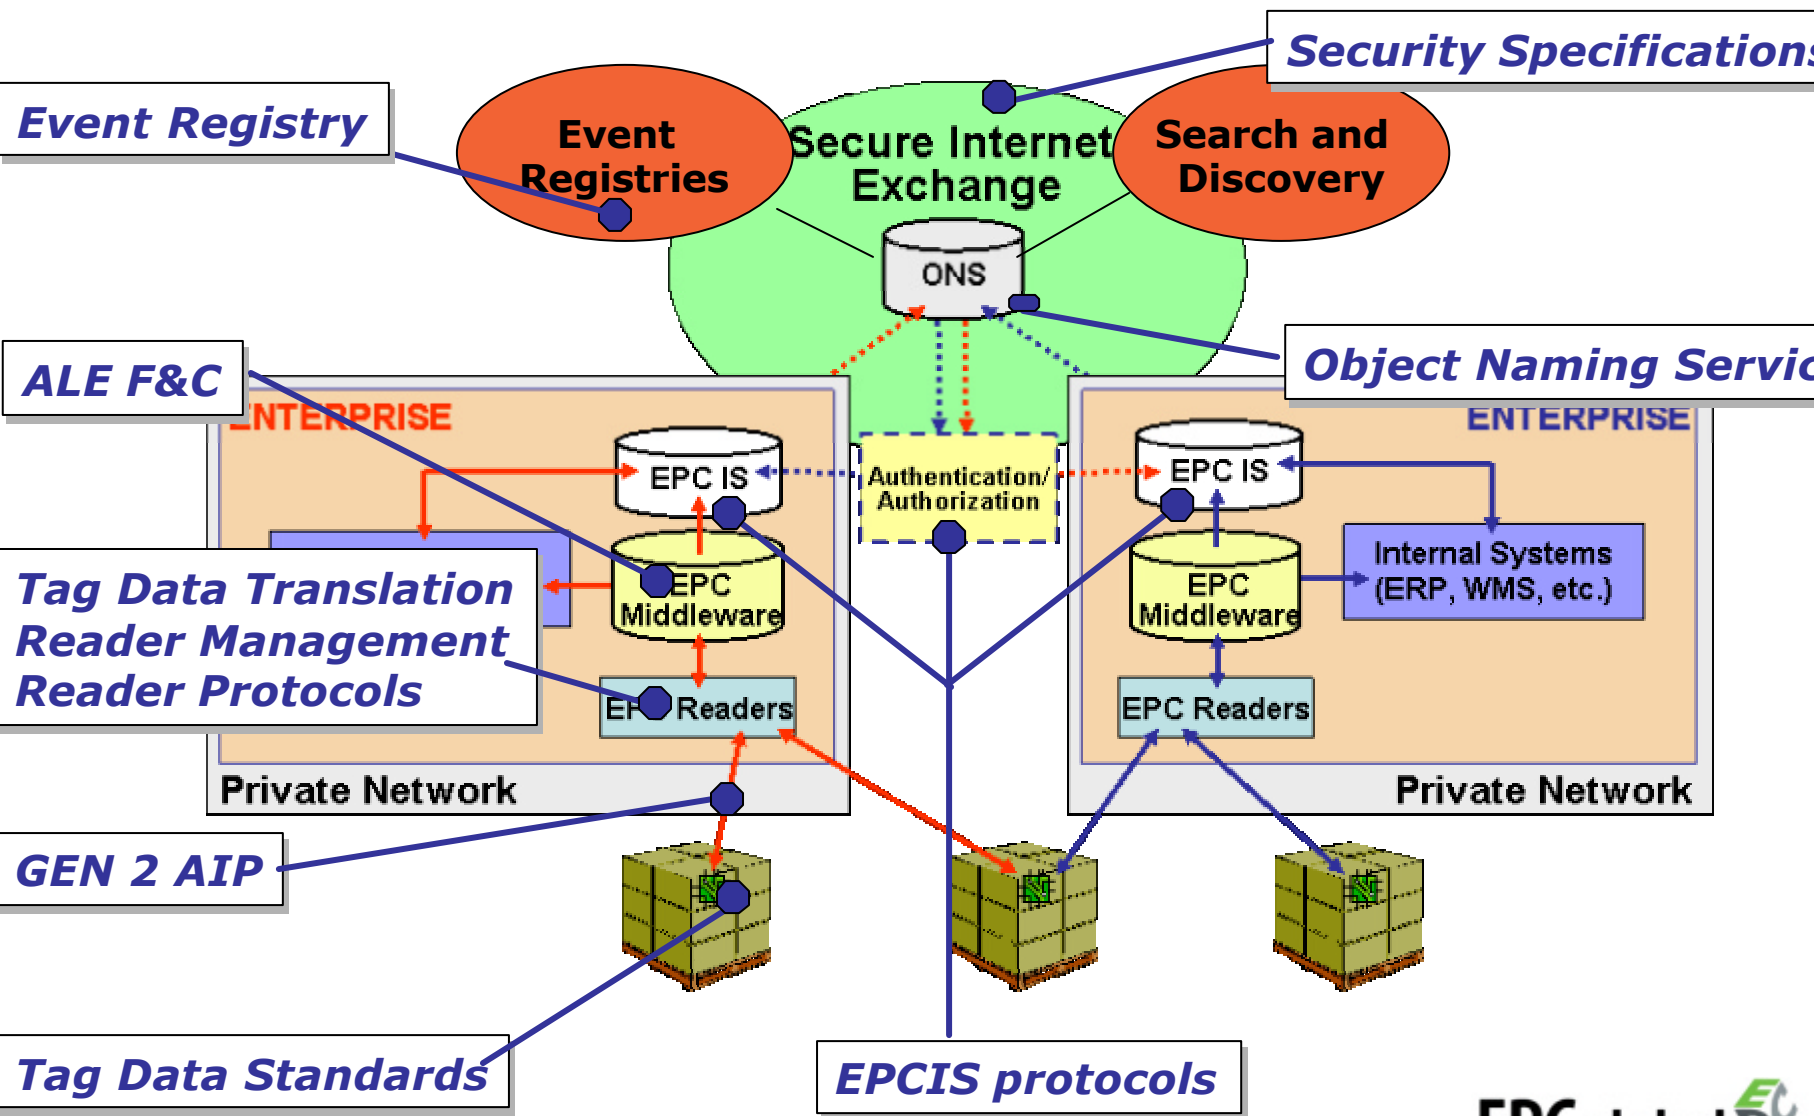 Security Specifications
Event Registry
Event
Registries
Secure Internet
Exchange
Search and
Discovery
ONS
Object Naming Servic
ALE F&C
ENTERPRISE
ENTERPRISE
EPC IS
Authentication/
Authorization
EPC IS
Internal Systems
(ERP, WMS, etc.)
Tag Data Translation
Reader Management
Reader Protocols
EPC
Middleware
EPC
Middleware
EPC Readers
EPC Readers
Private Network
Private Network
GEN 2 AIP
Tag Data Standards
EPCIS protocols